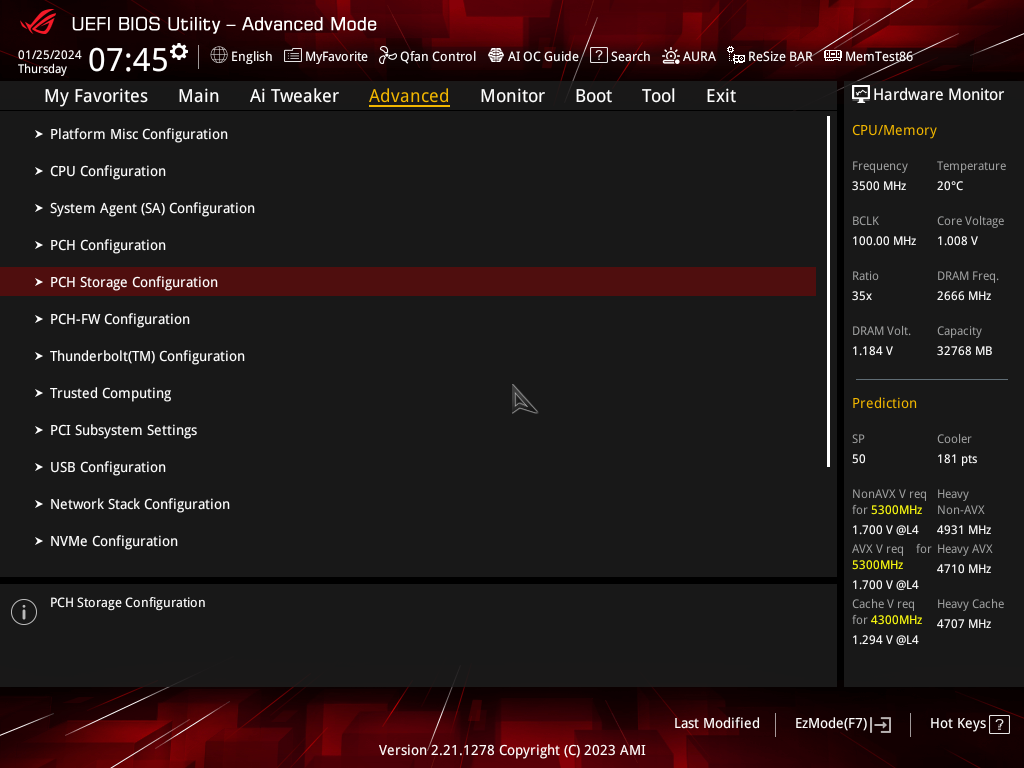 UEFI BIOS Utility – Advanced Mode
01/25/2024
Thursday
07:45
English MyFavorite Qfan Control AI OC Guide ? Search AURA ReSize BAR MemTest86
My Favorites Main Ai Tweaker Advanced Monitor Boot Tool Exit
Platform Misc Configuration
CPU Configuration
System Agent (SA) Configuration
PCH Configuration
PCH Storage Configuration
PCH-FW Configuration
Thunderbolt(TM) Configuration
Trusted Computing
PCI Subsystem Settings
USB Configuration
Network Stack Configuration
NVMe Configuration
PCH Storage Configuration
Hardware Monitor
CPU/Memory
Frequency Temperature
3500 MHz 20°C
BCLK Core Voltage
100.00 MHz 1.008 V
Ratio DRAM Freq.
35x 2666 MHz
DRAM Volt. Capacity
1.184 V 32768 MB
Prediction
SP Cooler
50 181 pts
NonAVX V req Heavy
for 5300MHz Non-AVX
1.700 V @L4 4931 MHz
AVX V req for Heavy AVX
5300MHz 4710 MHz
1.700 V @L4
Cache V req Heavy Cache
for 4300MHz 4707 MHz
1.294 V @L4
Last Modified EzMode(F7) Hot Keys ?
Version 2.21.1278 Copyright (C) 2023 AMI